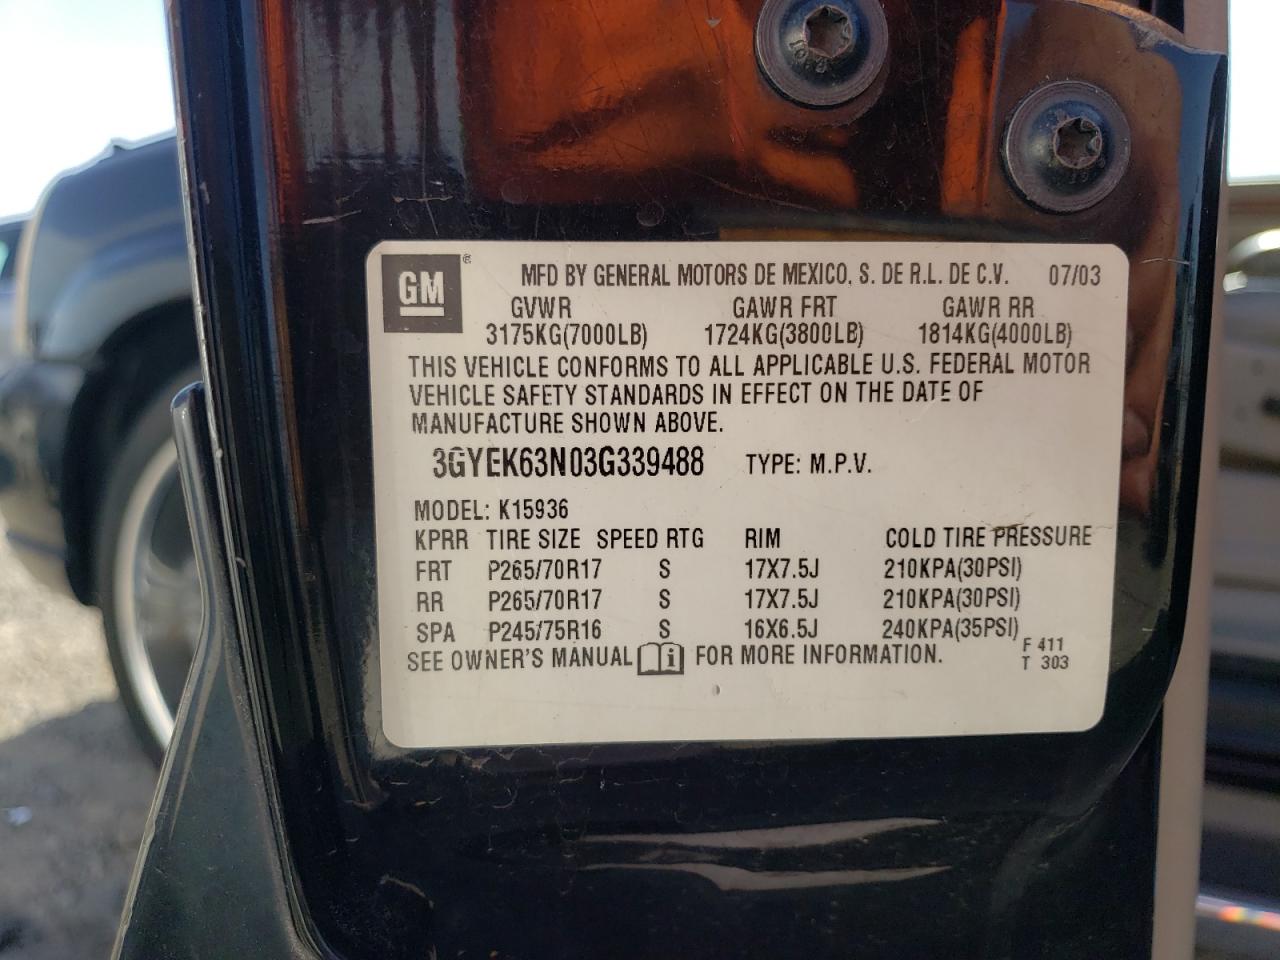 GM ® MFD BY GENERAL MOTORS DE MEXICO, S. DE R.L. DE C.V. 07/03
GVWR GAWR FRT GAWR RR
3175KG(7000LB) 1724KG(3800LB) 1814KG(4000LB)
THIS VEHICLE CONFORMS TO ALL APPLICABLE U.S. FEDERAL MOTOR
VEHICLE SAFETY STANDARDS IN EFFECT ON THE DATE OF
MANUFACTURE SHOWN ABOVE.
3GYEK63N03G339488 TYPE: M.P.V.
MODEL: K15936
KPRR TIRE SIZE SPEED RTG RIM COLD TIRE PRESSURE
FRT P265/70R17 S 17X7.5J 210KPA(30PSI)
RR P265/70R17 S 17X7.5J 210KPA(30PSI)
SPA P245/75R16 S 16X6.5J 240KPA(35PSI)
SEE OWNER'S MANUAL i FOR MORE INFORMATION.
F 411
T 303